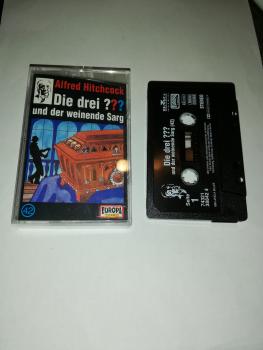 Alfred Hitchcock
Die drei ???
und der weinende Sarg
42
EUROPA
Die drei ???
und der weinende Sarg (42)
Seite
1
STEREO